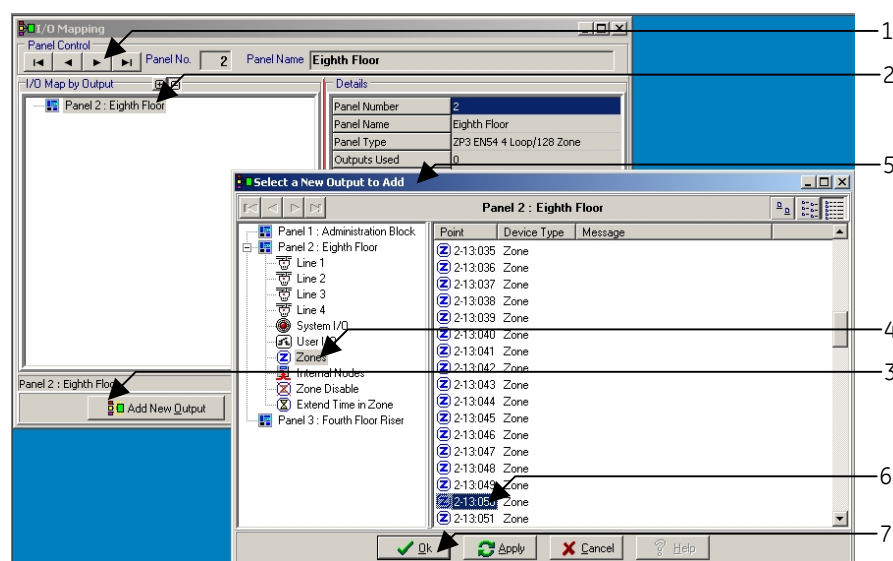 I/O Mapping
Panel Control
Panel No. 2 Panel Name Eighth Floor
1
I/O Map by Output
Panel 2 : Eighth Floor
2
Details
Panel Number 2
Panel Name Eighth Floor
Panel Type ZP3 EN54 4 Loop/128 Zone
Outputs Used 0
Select a New Output to Add
5
Panel 2 : Eighth Floor
Panel 1 : Administration Block
Panel 2 : Eighth Floor
Line 1
Line 2
Line 3
Line 4
System I/O
User I/O
Zones
4
Internal Nodes
Zone Disable
Extend Time in Zone
Panel 3 : Fourth Floor Riser
Point Device Type Message
2-13:035 Zone
2-13:036 Zone
2-13:037 Zone
2-13:038 Zone
2-13:039 Zone
2-13:040 Zone
2-13:041 Zone
2-13:042 Zone
2-13:043 Zone
2-13:044 Zone
2-13:045 Zone
2-13:046 Zone
2-13:047 Zone
2-13:048 Zone
2-13:049 Zone
2-13:050 Zone
2-13:051 Zone
6
Panel 2 : Eighth Floor
3
Add New Output
Ok Apply Cancel Help
7